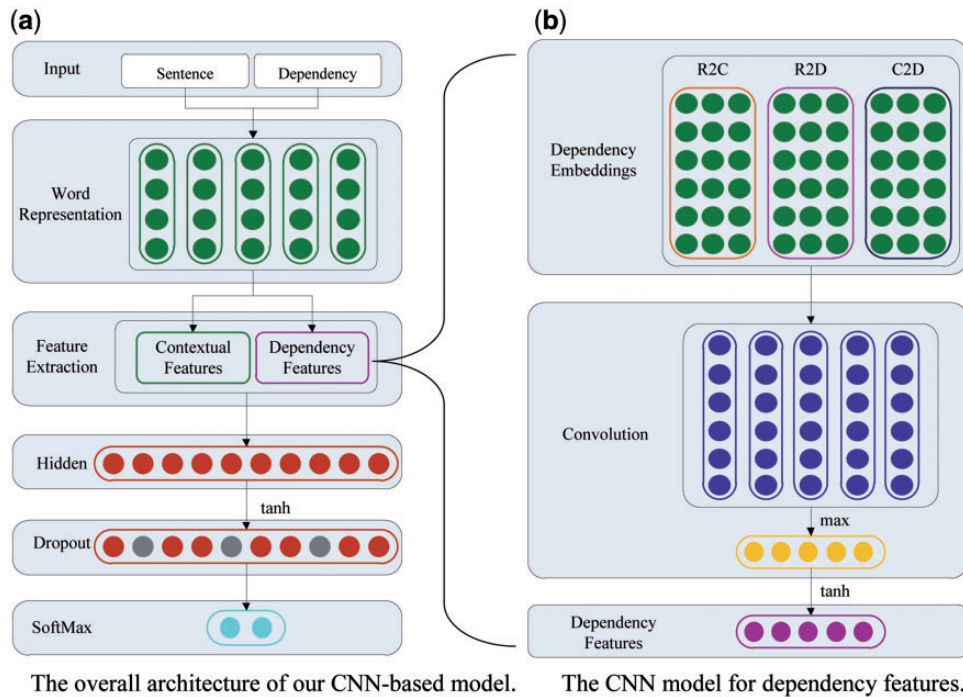 (a)
Input
Sentence
Dependency
Word
Representation
Feature
Extraction
Contextual
Features
Dependency
Features
Hidden
tanh
Dropout
SoftMax
The overall architecture of our CNN-based model.
(b)
R2C
R2D
C2D
Dependency
Embeddings
Convolution
max
tanh
Dependency
Features
The CNN model for dependency features.